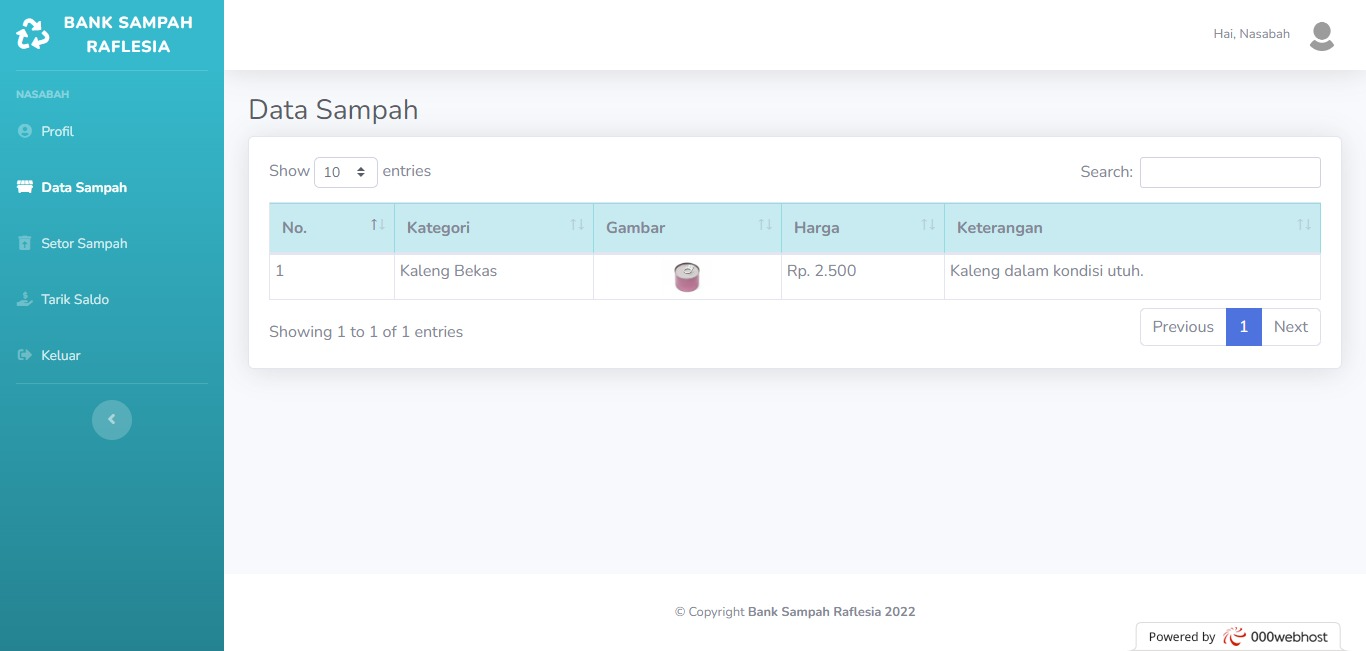 BANK SAMPAH
RAFLESIA
Hai, Nasabah
NASABAH
Profil
Data Sampah
Setor Sampah
Tarik Saldo
Keluar
Data Sampah
Show 10 entries
Search:
No. Kategori Gambar Harga Keterangan
1 Kaleng Bekas Rp. 2.500 Kaleng dalam kondisi utuh.
Showing 1 to 1 of 1 entries
Previous 1 Next
© Copyright Bank Sampah Raflesia 2022
Powered by 000webhost